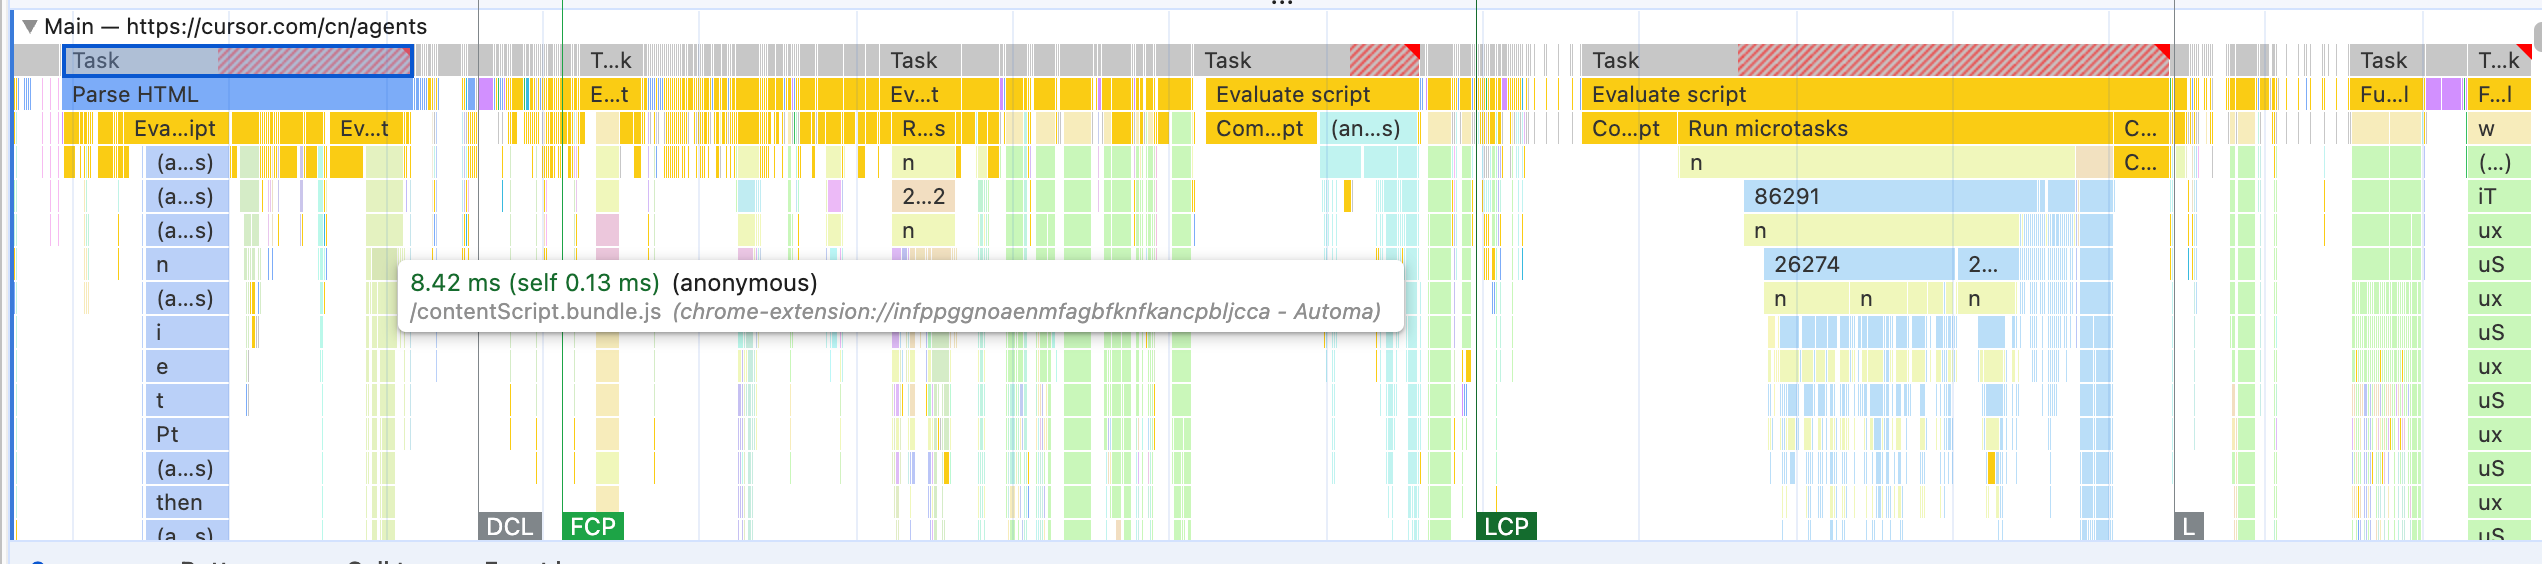 Main — https://cursor.com/cn/agents
Task T...k Task Task Task Task T...k
Parse HTML E...t Ev...t Evaluate script Evaluate script Fu...l F...l
Eva...ipt Ev...t R...s Com...pt (an...s) Co...pt Run microtasks C... w
(a...s) n n C... (...)
(a...s) 2...2 86291 iT
(a...s) n n ux
n 26274 2... uS
8.42 ms (self 0.13 ms) (anonymous)
(a...s) n n n ux
/contentScript.bundle.js (chrome-extension://infppggnoaenmfagbfknfkancpbljcca - Automa)
i uS
e ux
t uS
Pt ux
(a...s) uS
then ux
DCL FCP LCP L
(a...s) uS